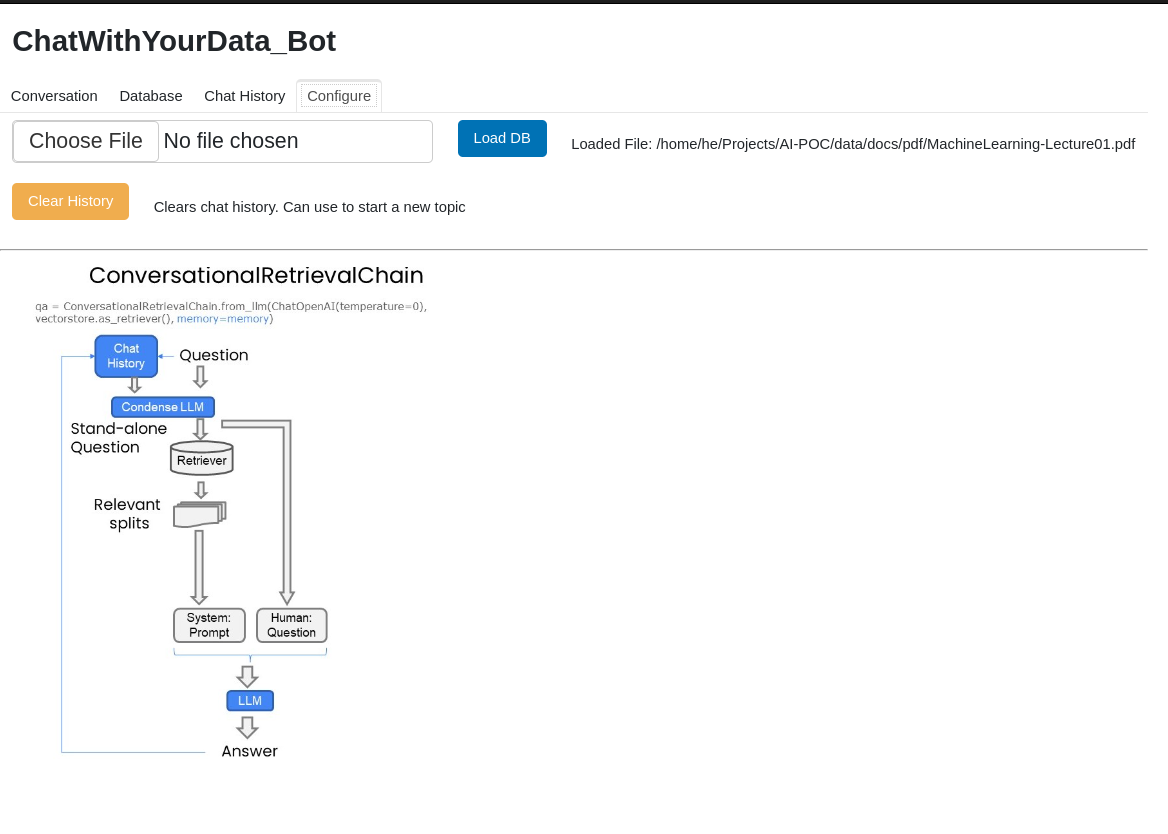 ChatWithYourData_Bot
Conversation Database Chat History Configure
Choose File No file chosen Load DB Loaded File: /home/he/Projects/AI-POC/data/docs/pdf/MachineLearning-Lecture01.pdf
Clear History Clears chat history. Can use to start a new topic
ConversationalRetrievalChain
qa = ConversationalRetrievalChain.from_llm(ChatOpenAI(temperature=0),
vectorstore.as_retriever(), memory=memory)
Chat
History
Question
Condense LLM
Stand-alone
Question
Retriever
Relevant
splits
System:
Prompt
Human:
Question
LLM
Answer